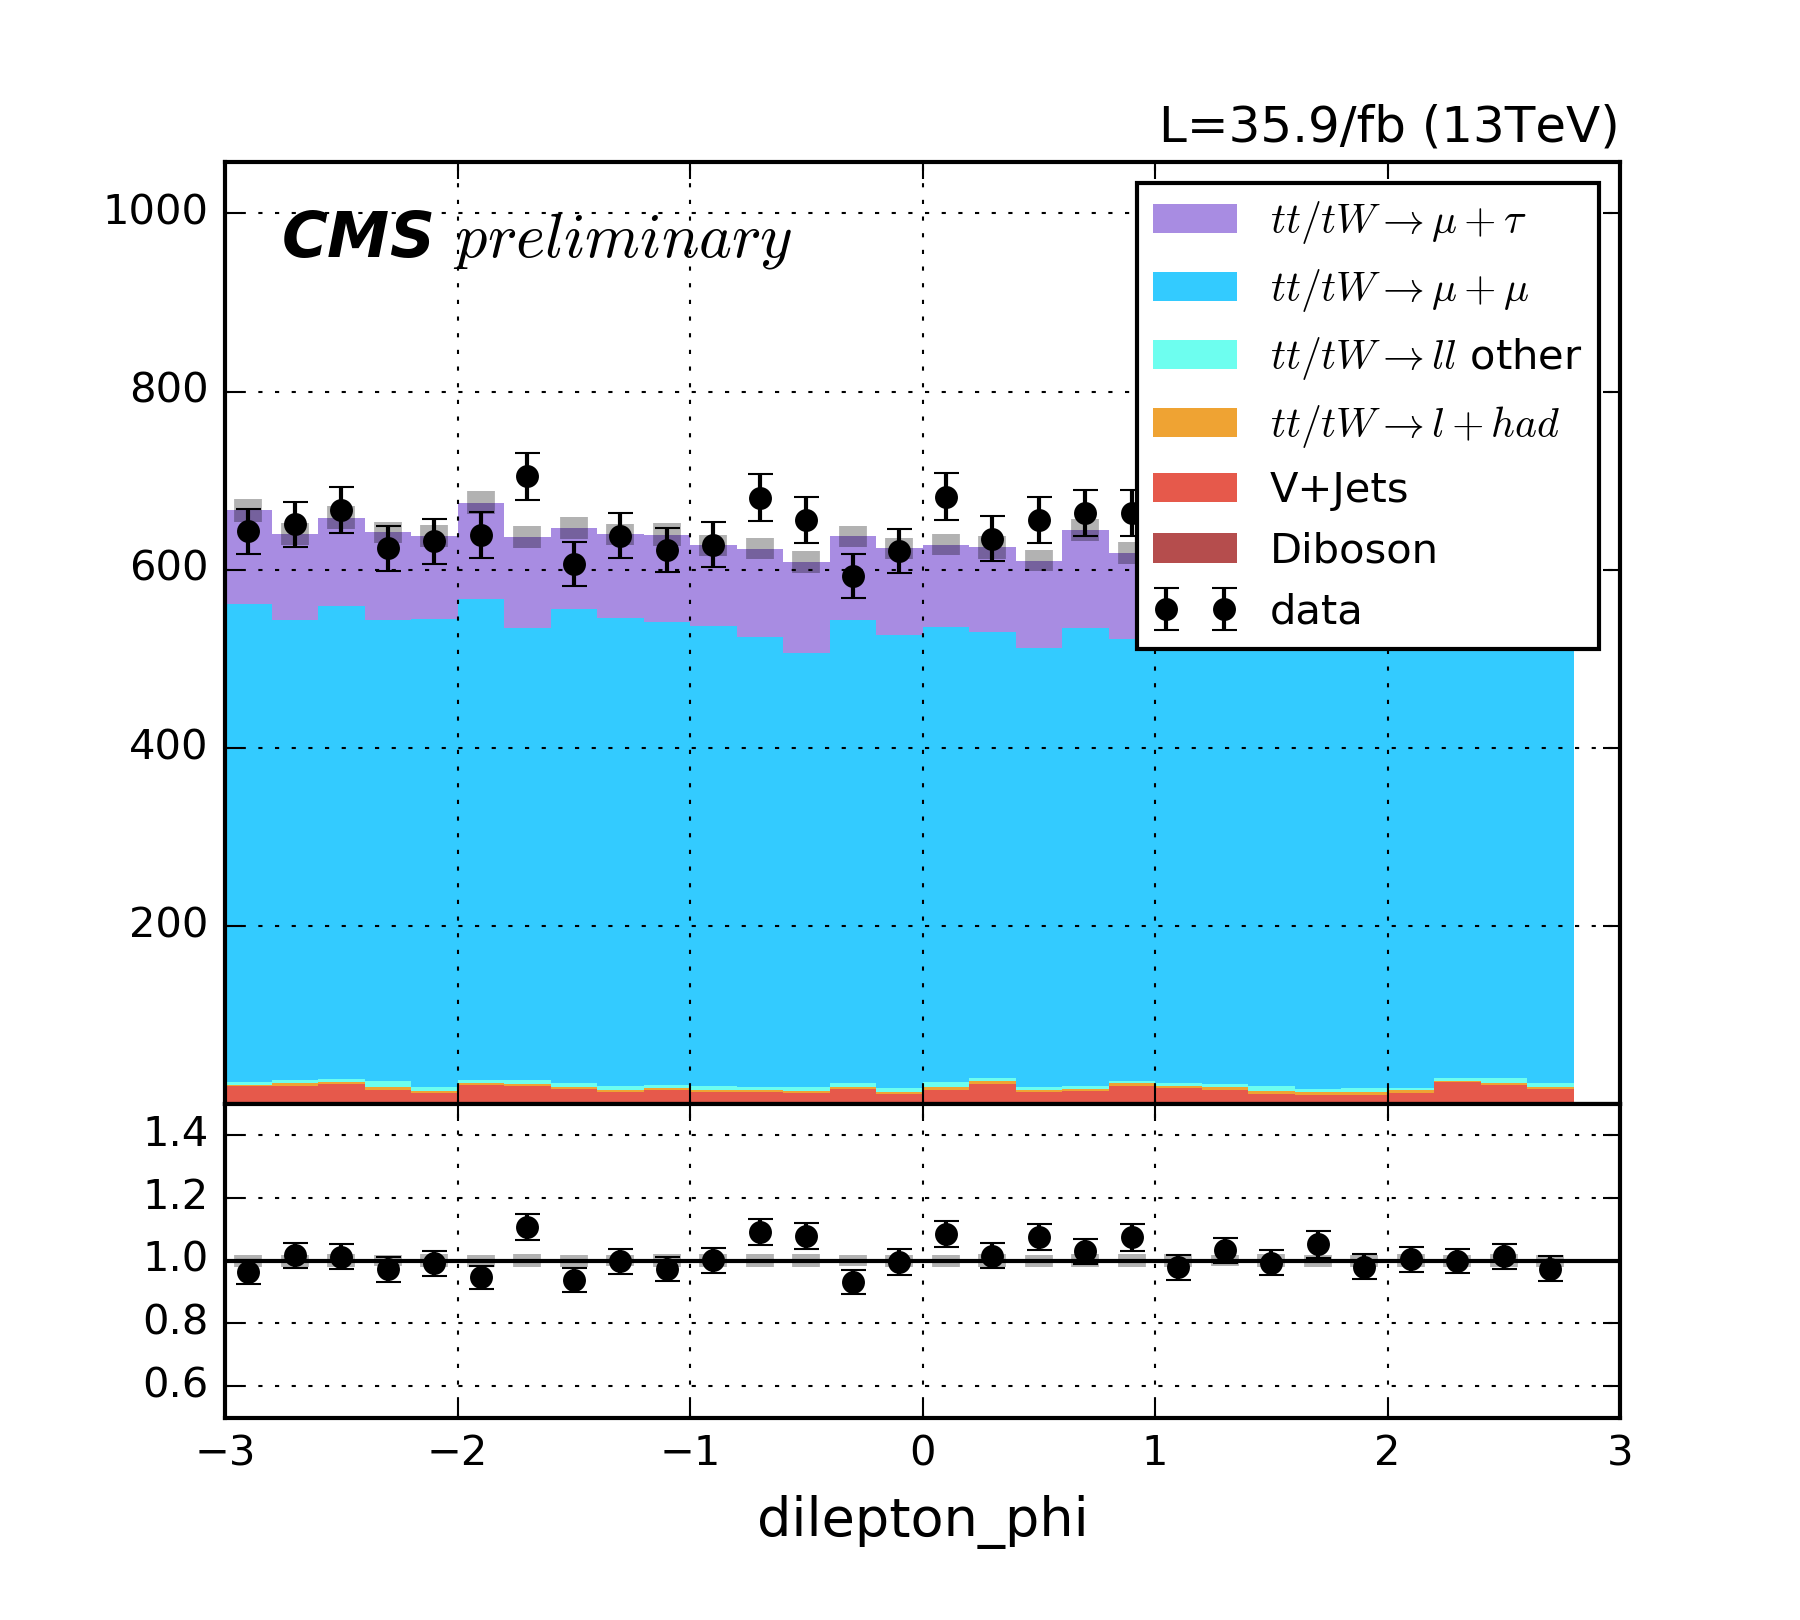 L=35.9/fb (13TeV)
CMS preliminary
1000
800
600
400
200
tt/tW→μ+τ
tt/tW→μ+μ
tt/tW→ll other
tt/tW→l+had
V+Jets
Diboson
data
1.4
1.2
1.0
0.8
0.6
−3 −2 −1 0 1 2 3
dilepton_phi